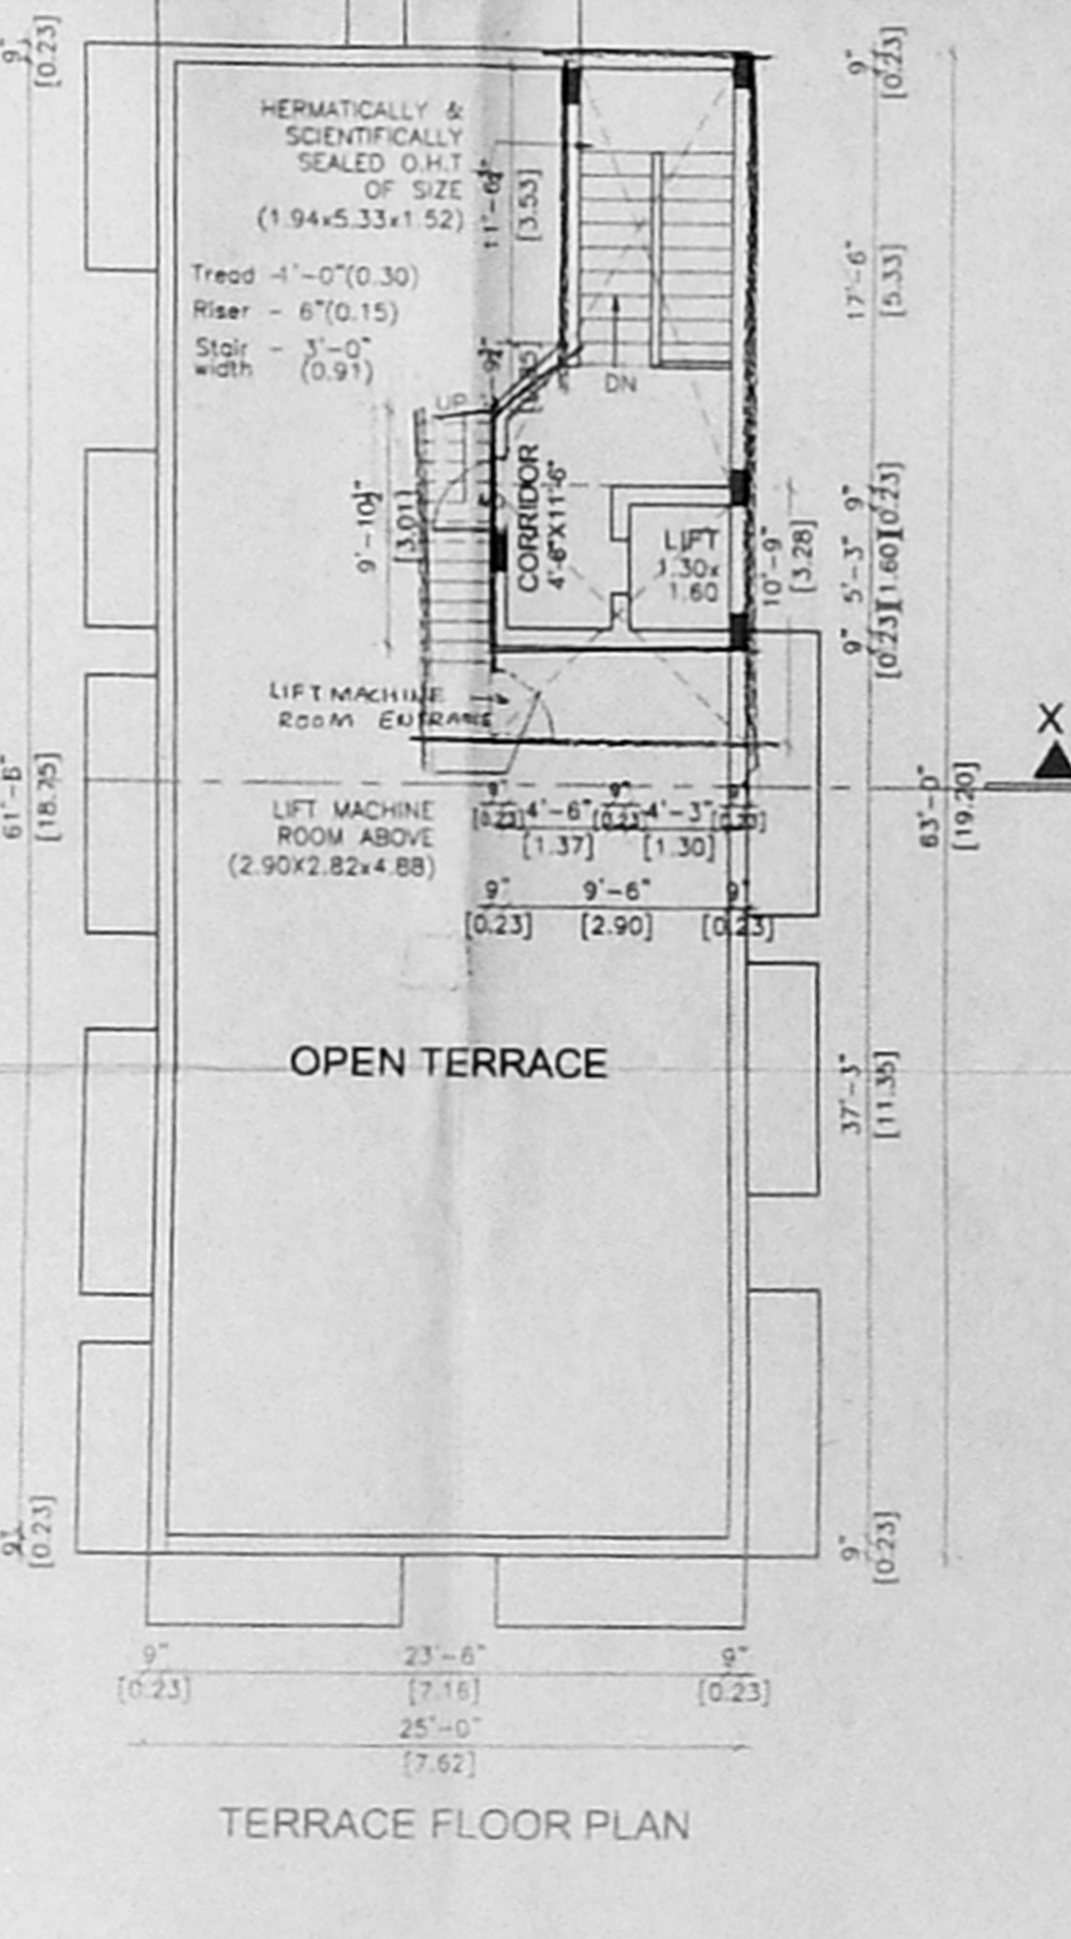 9"
[0.23]
9"
[0.23]
HERMATICALLY &
SCIENTIFICALLY
SEALED O.H.T
OF SIZE
(1.94x5.33x1.52)
11'-6½"
[3.53]
Tread -1'-0"(0.30)
Riser - 6"(0.15)
Stair - 3'-0"
width (0.91)
17'-6"
[5.33]
DN
UP
CORRIDOR
4'-6"X11'-6"
9'-10½"
[3.01]
LIFT
1.30x
1.60
10'-9"
[3.28]
9"
[0.23]
5'-3"
[1.60]
9"
[0.23]
LIFT MACHINE
ROOM ENTRANCE
X
61'-6"
63'-0"
[19.20]
LIFT MACHINE
ROOM ABOVE
(2.90X2.82x4.88)
9" 4'-6" 9" 4'-3" 9"
[0.23] [1.37] [0.23] [1.30]
9" 9'-6" 9"
[0.23] [2.90] [0.23]
OPEN TERRACE
37'-3"
[11.35]
9"
[0.23]
9"
[0.23]
9" 23'-6" 9"
[0.23] [7.16] [0.23]
25'-0"
[7.62]
TERRACE FLOOR PLAN